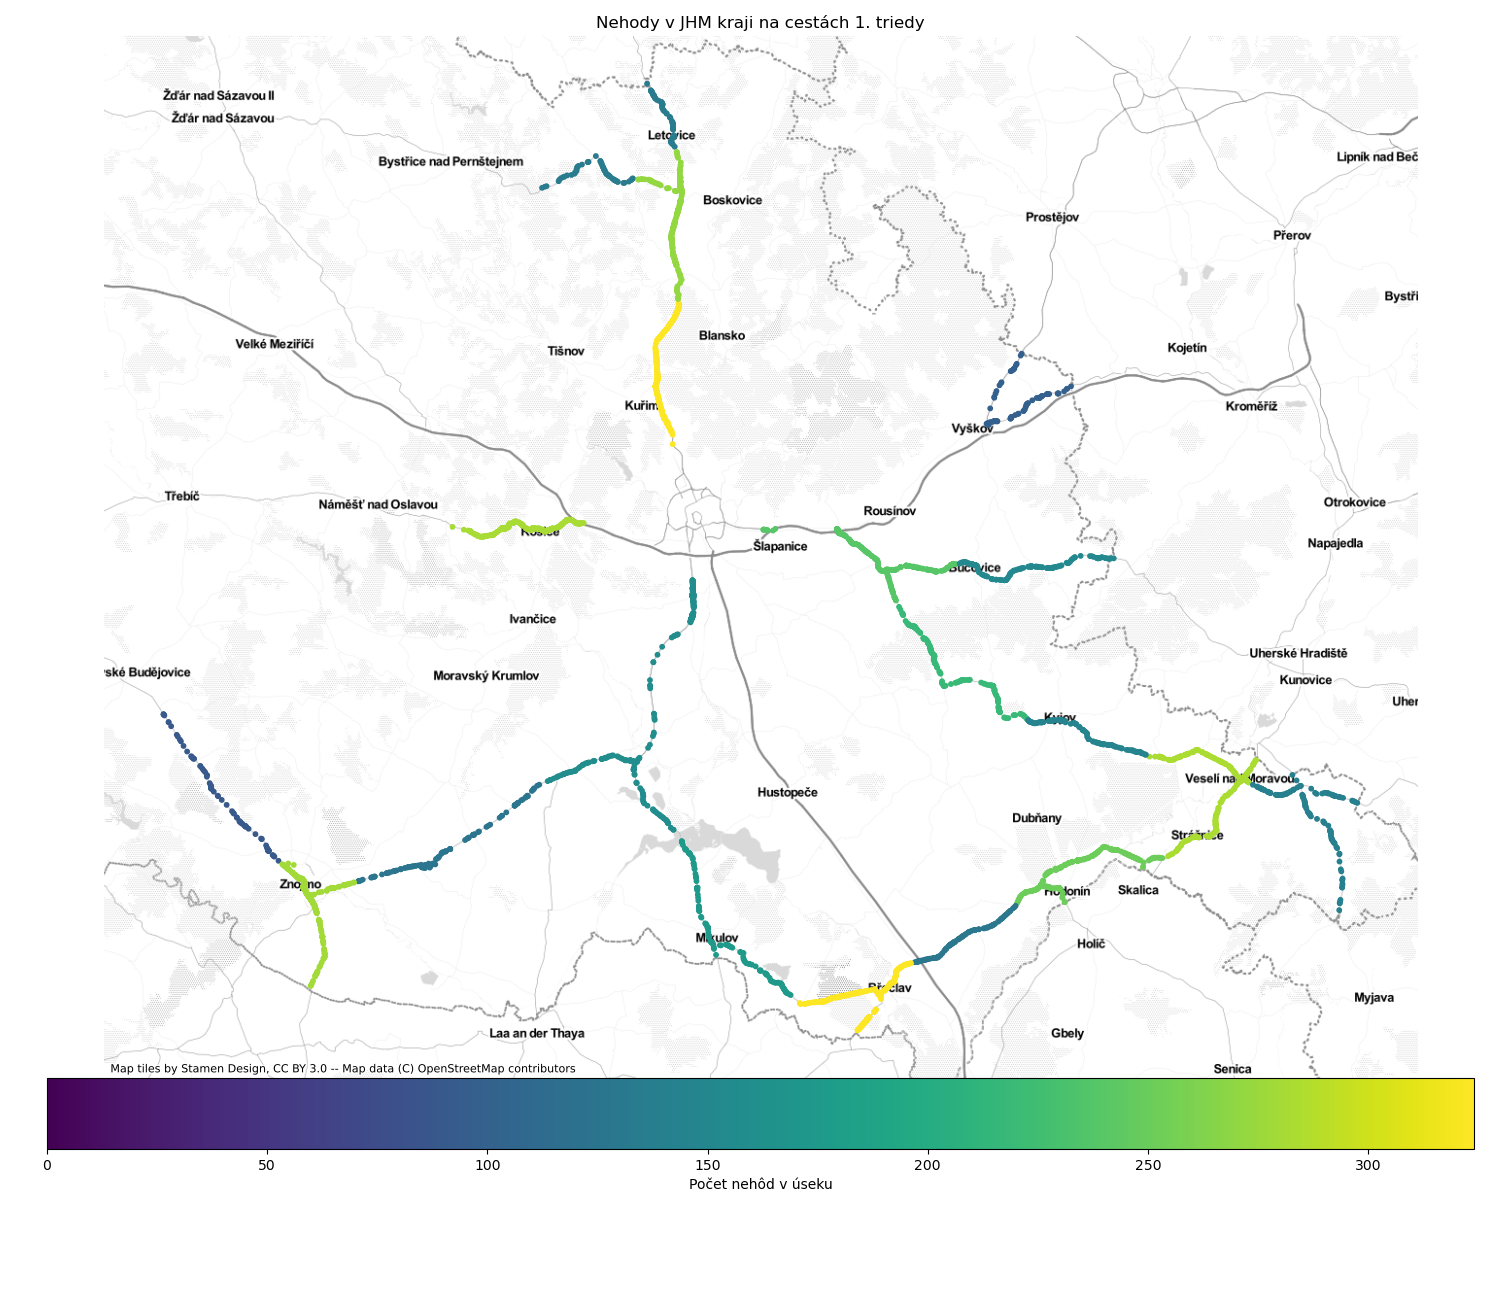 Nehody v JHM kraji na cestách 1. triedy
Žďár nad Sázavou II
Žďár nad Sázavou
Letovice
Bystřice nad Pernštejnem
Lipník nad Beč
Boskovice
Prostějov
Přerov
Bystři
Velké Meziříčí
Blansko
Tišnov
Kojetín
Kuřim
Kroměříž
Vyškov
Třebíč
Náměšť nad Oslavou
Otrokovice
Rousínov
Rosice
Šlapanice
Napajedla
Bučovice
Ivančice
Uherské Hradiště
ské Budějovice
Moravský Krumlov
Kunovice
Uher
Kyjov
Veselí nad Moravou
Hustopeče
Dubňany
Strážnice
Znojmo
Hodonín
Skalica
Mikulov
Holíč
Břeclav
Myjava
Laa an der Thaya
Gbely
Senica
Map tiles by Stamen Design, CC BY 3.0 -- Map data (C) OpenStreetMap contributors
0 50 100 150 200 250 300
Počet nehôd v úseku